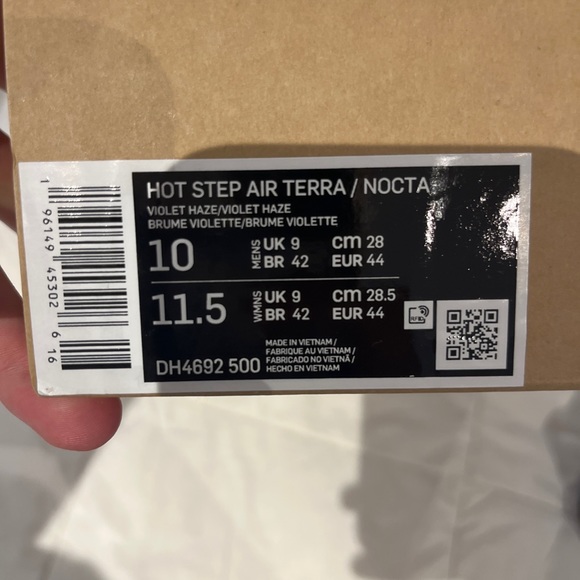 HOT STEP AIR TERRA / NOCTA
VIOLET HAZE/VIOLET HAZE
BRUME VIOLETTE/BRUME VIOLETTE
10 MENS UK 9 cm 28
BR 42 EUR 44
11.5 WMNS UK 9 cm 28.5
BR 42 EUR 44
RFID
DH4692 500
MADE IN VIETNAM/
FABRIQUE AU VIETNAM/
FABRICADO NO VIETNÃ/
HECHO EN VIETNAM
1 96149 45302 6 16